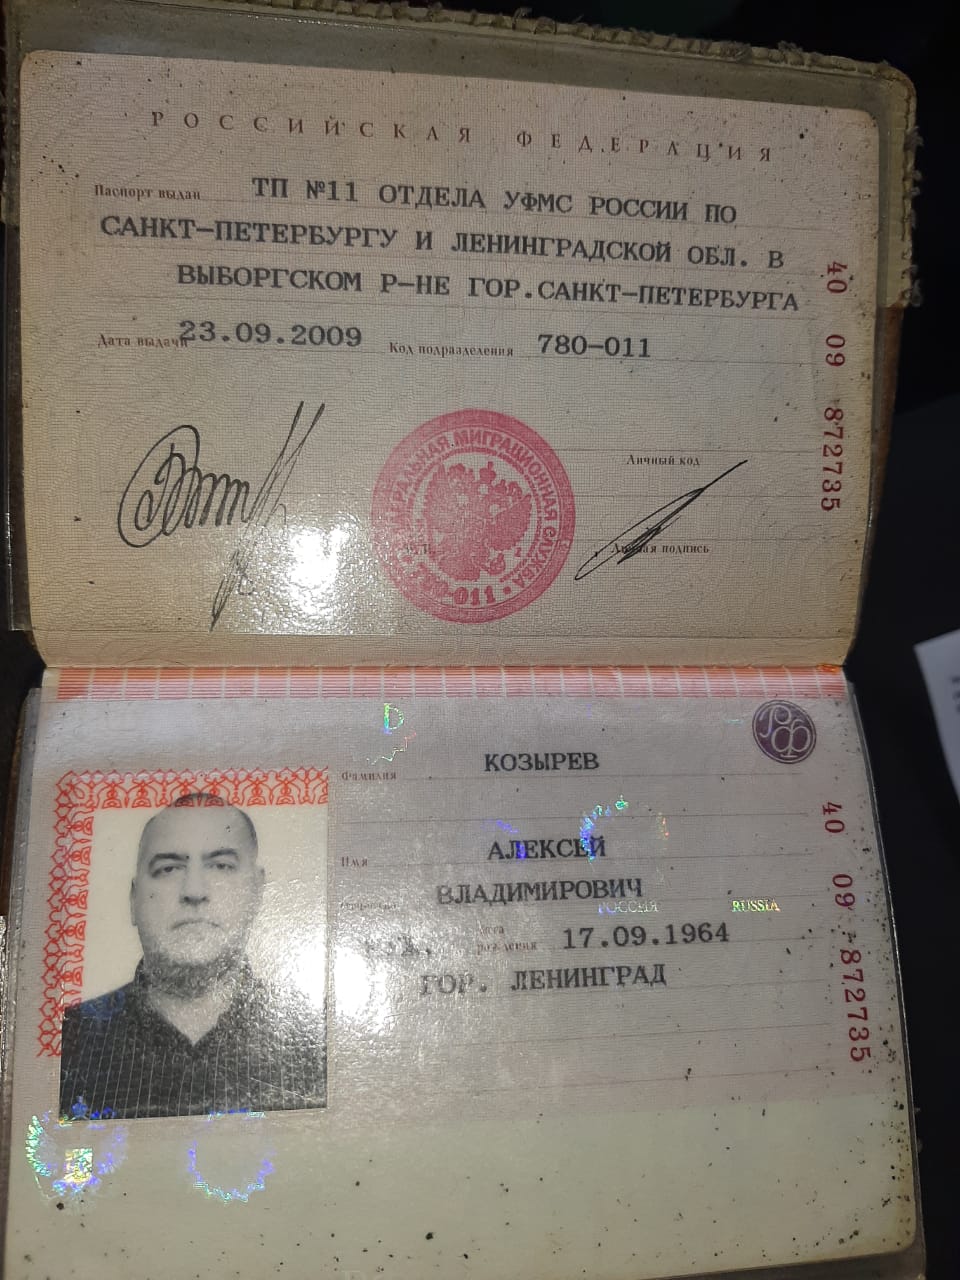 РОССИЙСКАЯ ФЕДЕРАЦИЯ
Паспорт выдан ТП №11 ОТДЕЛА УФМС РОССИИ ПО
САНКТ-ПЕТЕРБУРГУ И ЛЕНИНГРАДСКОЙ ОБЛ. В
ВЫБОРГСКОМ Р-НЕ ГОР.САНКТ-ПЕТЕРБУРГА
Дата выдачи 23.09.2009 Код подразделения 780-011
40 09 872735
МИГРАЦИОННАЯ СЛУЖБА
Личный код
Личная подпись
РФ
Фамилия КОЗЫРЕВ
Имя АЛЕКСЕЙ
ВЛАДИМИРОВИЧ
РОССИЯ RUSSIA
Дата рождения 17.09.1964
ГОР. ЛЕНИНГРАД
40 09 872735